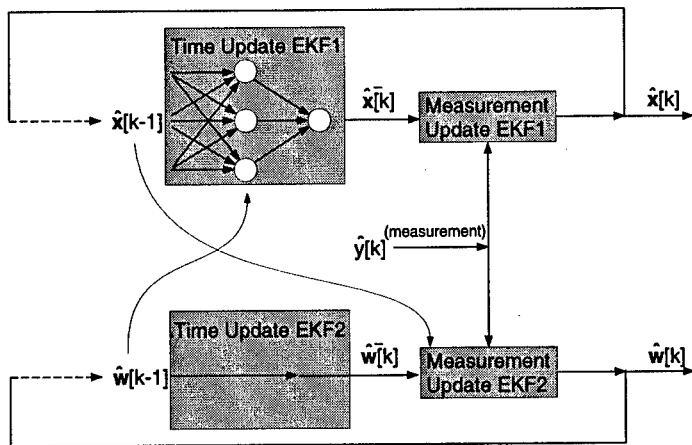 Time Update EKF1
x̂[k-1]
x̂⁻[k]
Measurement
Update EKF1
x̂[k]
(measurement)
ŷ[k]
Time Update EKF2
ŵ[k-1]
ŵ⁻[k]
Measurement
Update EKF2
ŵ[k]